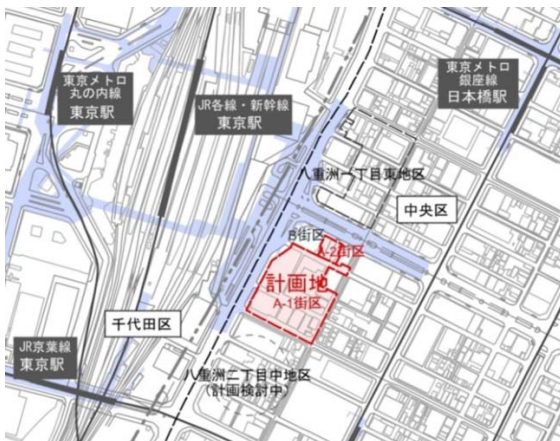 東京メトロ
丸の内線
東京駅
JR各線・新幹線
東京駅
東京メトロ
銀座線
日本橋駅
八重洲一丁目東地区
中央区
B街区
A-2街区
計画地
A-1街区
千代田区
JR京葉線
東京駅
八重洲二丁目中地区
(計画検討中)